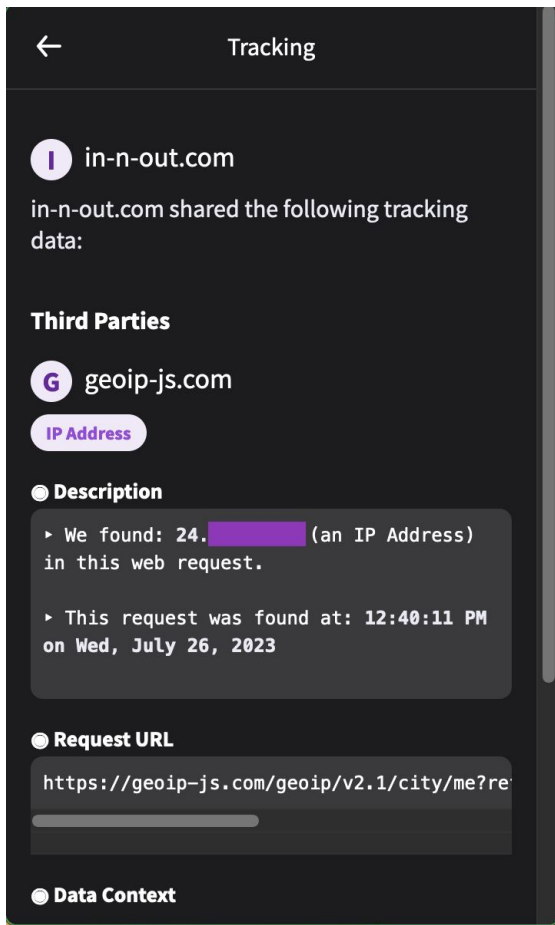 Tracking
I
in-n-out.com
in-n-out.com shared the following tracking
data:
Third Parties
G
geoip-js.com
IP Address
◉ Description
‣ We found: 24. (an IP Address)
in this web request.
‣ This request was found at: 12:40:11 PM
on Wed, July 26, 2023
◉ Request URL
https://geoip-js.com/geoip/v2.1/city/me?re
◉ Data Context